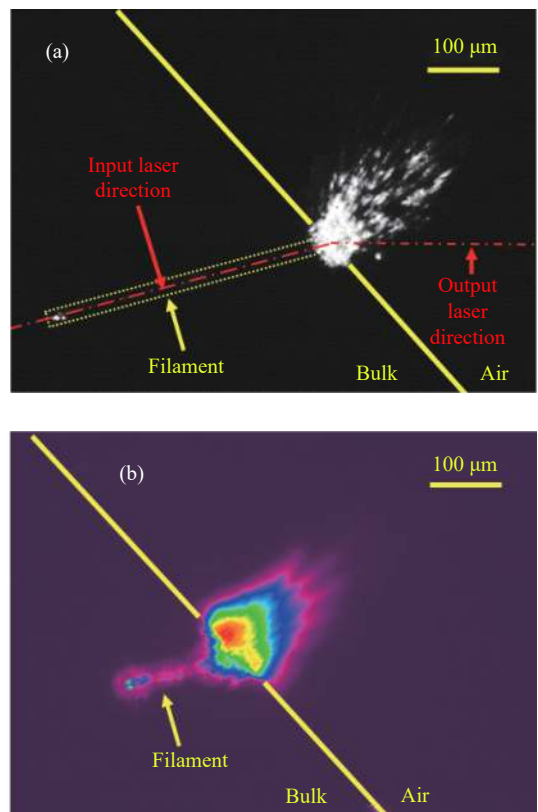 (a)
100 μm
Input laser
direction
Output
laser
direction
Filament
Bulk
Air
(b)
100 μm
Filament
Bulk
Air